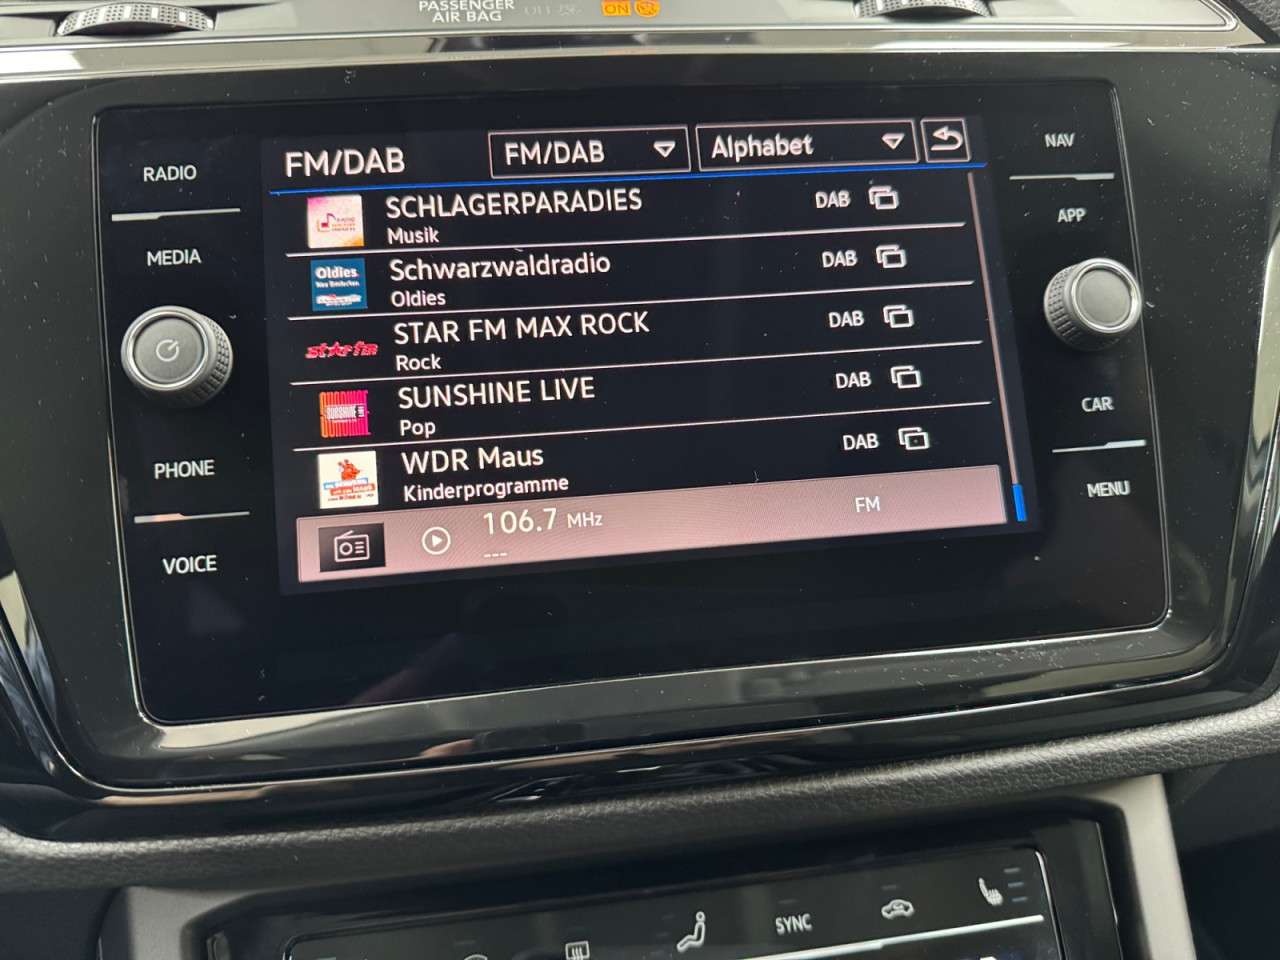 PASSENGER
AIR BAG
ON
RADIO
MEDIA
PHONE
VOICE
FM/DAB
FM/DAB
Alphabet
SCHLAGERPARADIES
DAB
Musik
Oldies
Schwarzwaldradio
DAB
Oldies
star fm
STAR FM MAX ROCK
DAB
Rock
SUNSHINE
SUNSHINE LIVE
DAB
Pop
WDR Maus
DAB
Kinderprogramme
106.7 MHz
FM
---
NAV
APP
CAR
MENU
SYNC